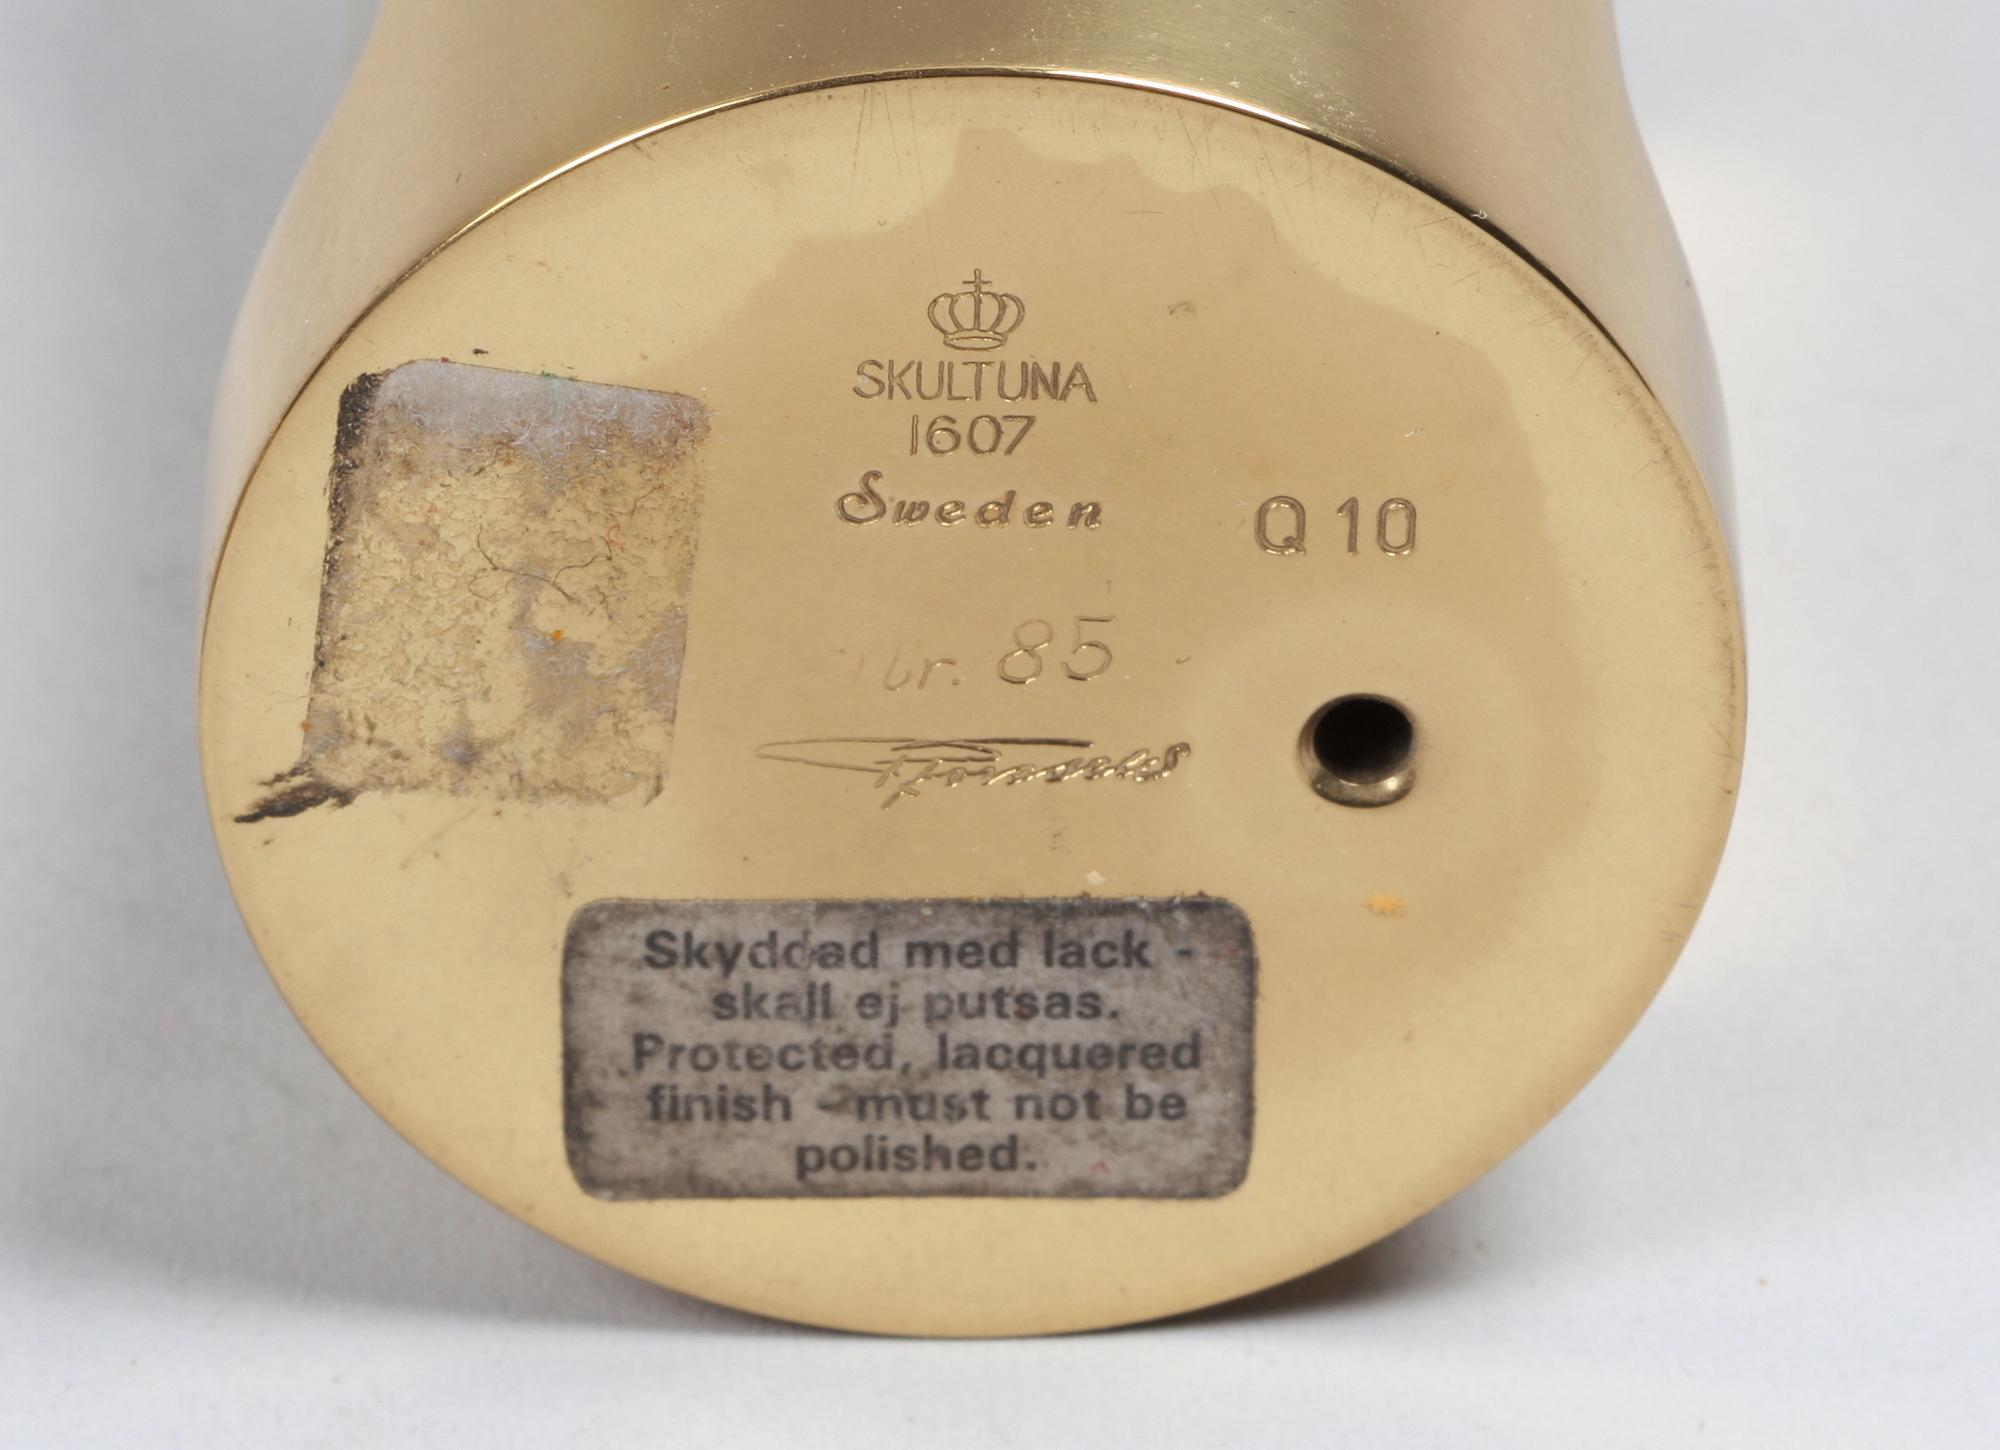 SKULTUNA
1607
Sweden
Q 10
85
Skyddad med lack -
skall ej putsas.
Protected, lacquered
finish - must not be
polished.